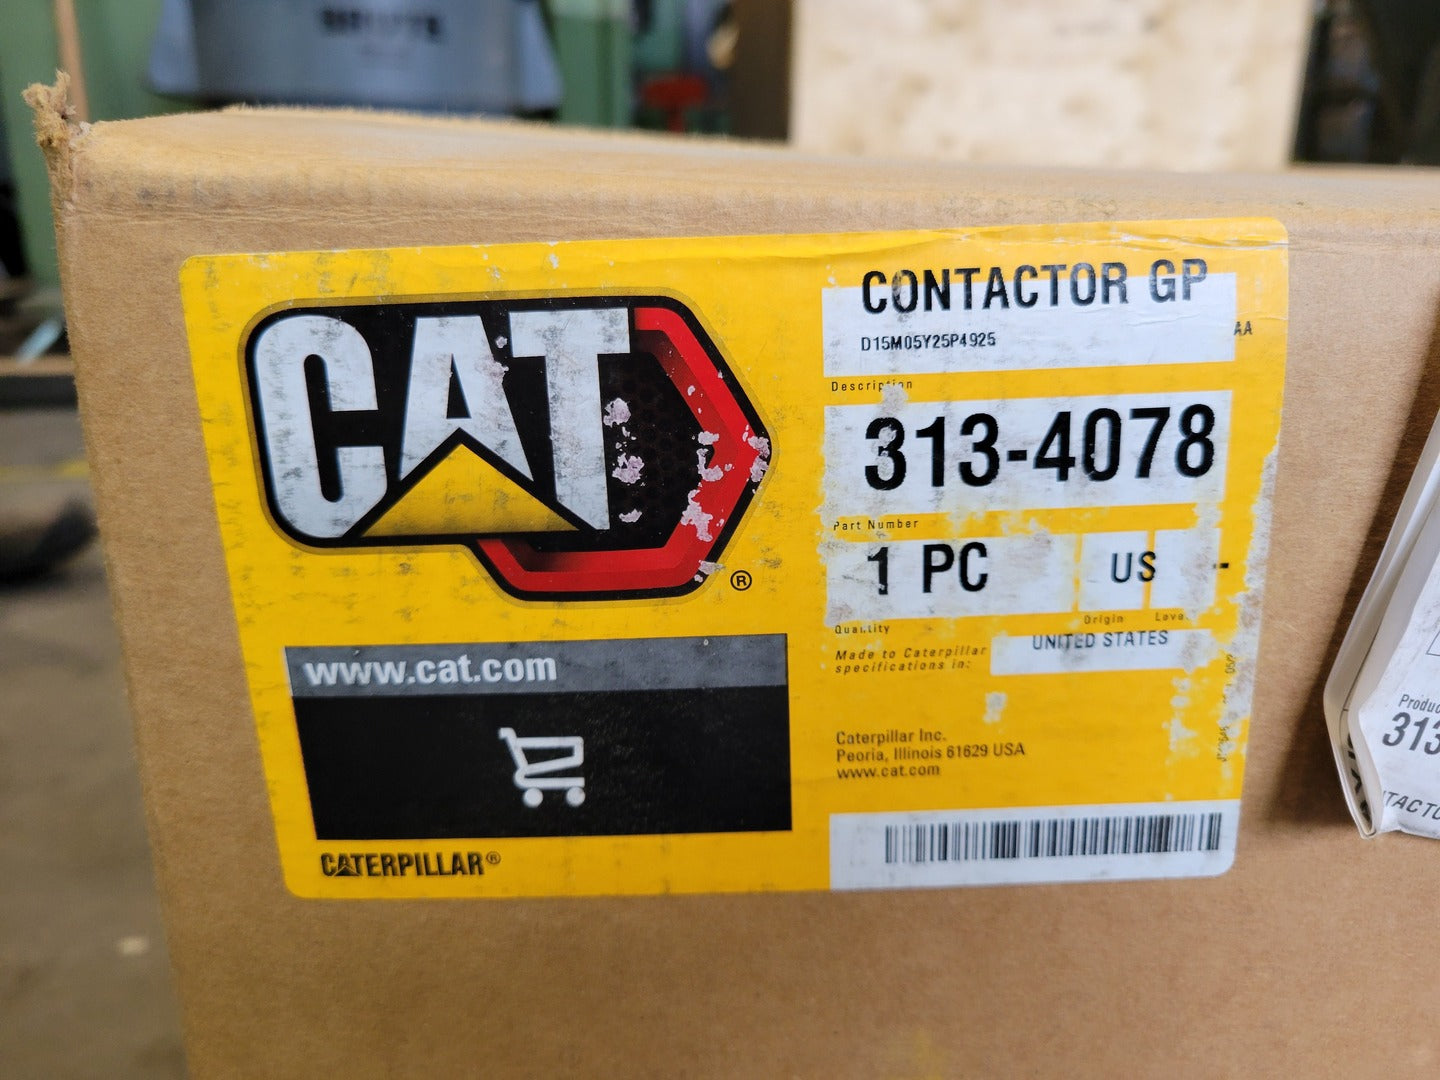 CAT
®
www.cat.com
CATERPILLAR®
CONTACTOR GP
D15M05Y25P4925
AA
Description
313-4078
Part Number
1 PC
US
-
Quantity
Origin
Made to Caterpillar
specifications in:
UNITED STATES
Caterpillar Inc.
Peoria, Illinois 61629 USA
www.cat.com
313